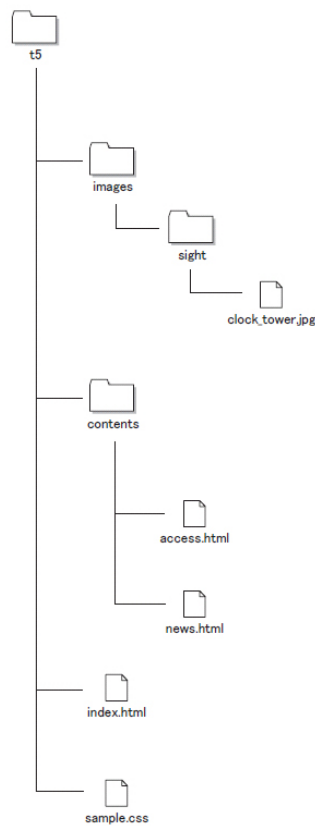 t5
images
sight
clock_tower.jpg
contents
access.html
news.html
index.html
sample.css